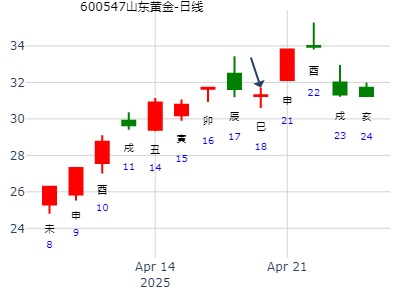 600547山东黄金-日线
34
32
30
28
26
24
未
8
申
9
酉
10
戌
11
丑
14
寅
15
卯
16
辰
17
巳
18
申
21
酉
22
戌
23
亥
24
Apr 14
2025
Apr 21